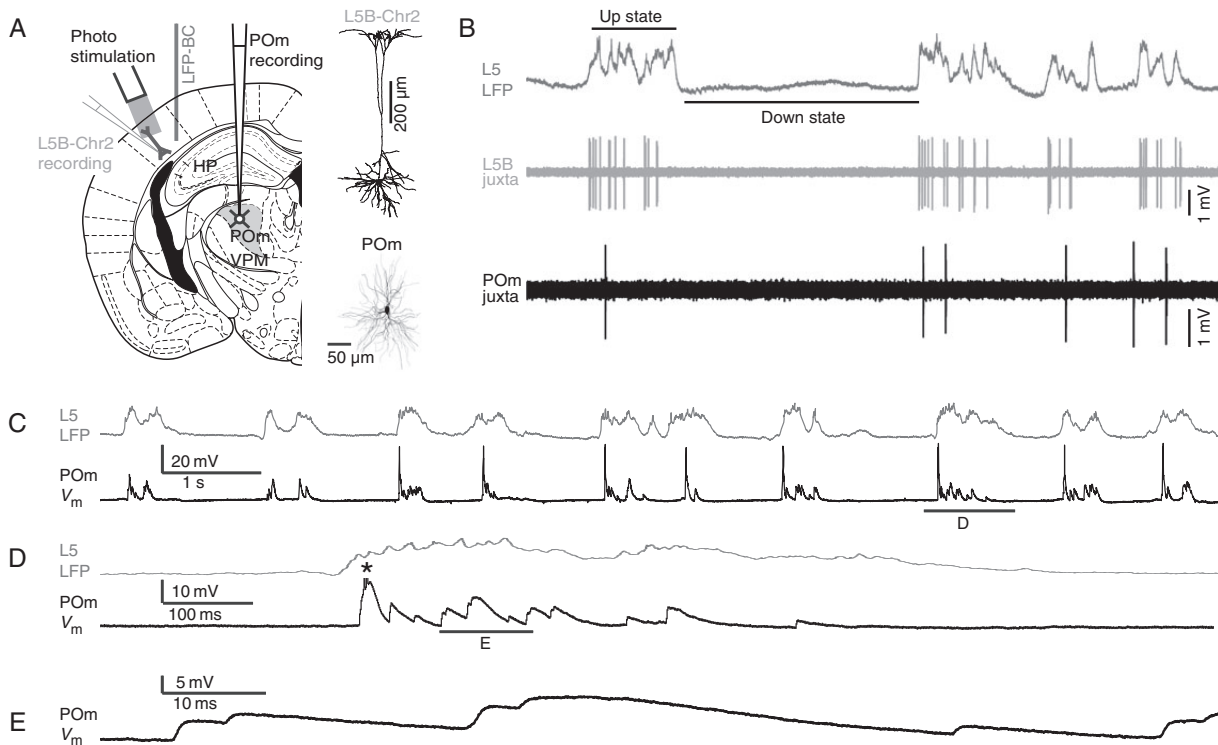 A
Photo
stimulation
LFP-BC
POm
recording
L5B-Chr2
recording
HP
POm
VPM
L5B-Chr2
200 µm
POm
50 µm
B
Up state
L5
LFP
Down state
L5B
juxta
1 mV
POm
juxta
1 mV
C
L5
LFP
20 mV
1 s
POm
Vm
D
D
L5
LFP
*
10 mV
100 ms
POm
Vm
E
5 mV
10 ms
E
POm
Vm